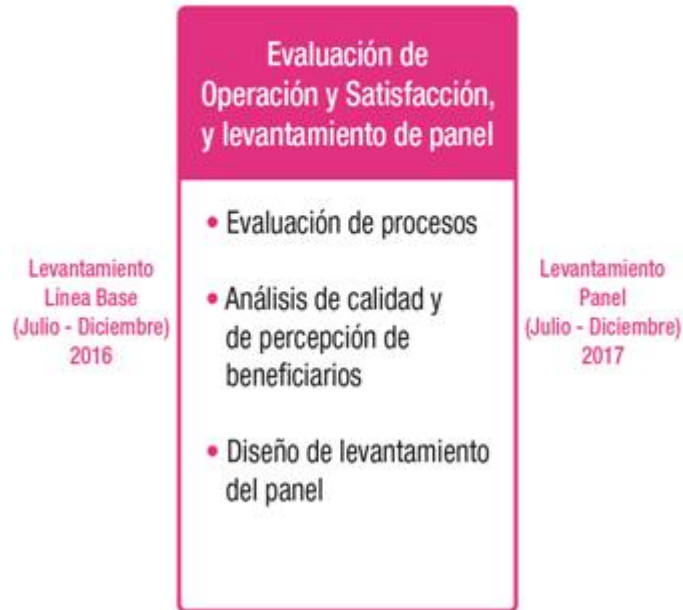 Evaluación de
Operación y Satisfacción,
y levantamiento de panel
• Evaluación de procesos
• Análisis de calidad y
de percepción de
beneficiarios
• Diseño de levantamiento
del panel
Levantamiento
Línea Base
(Julio - Diciembre)
2016
Levantamiento
Panel
(Julio - Diciembre)
2017